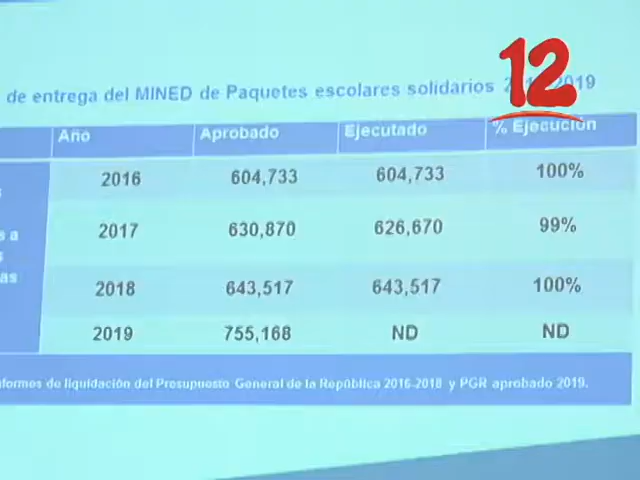 12
de entrega del MINED de Paquetes escolares solidarios
Año Aprobado Ejecutado % Ejecución
2016 604,733 604,733 100%
2017 630,870 626,670 99%
2018 643,517 643,517 100%
2019 755,168 ND ND
de liquidación del Presupuesto General de la República 2016-2018 y PGR aprobado 2019.